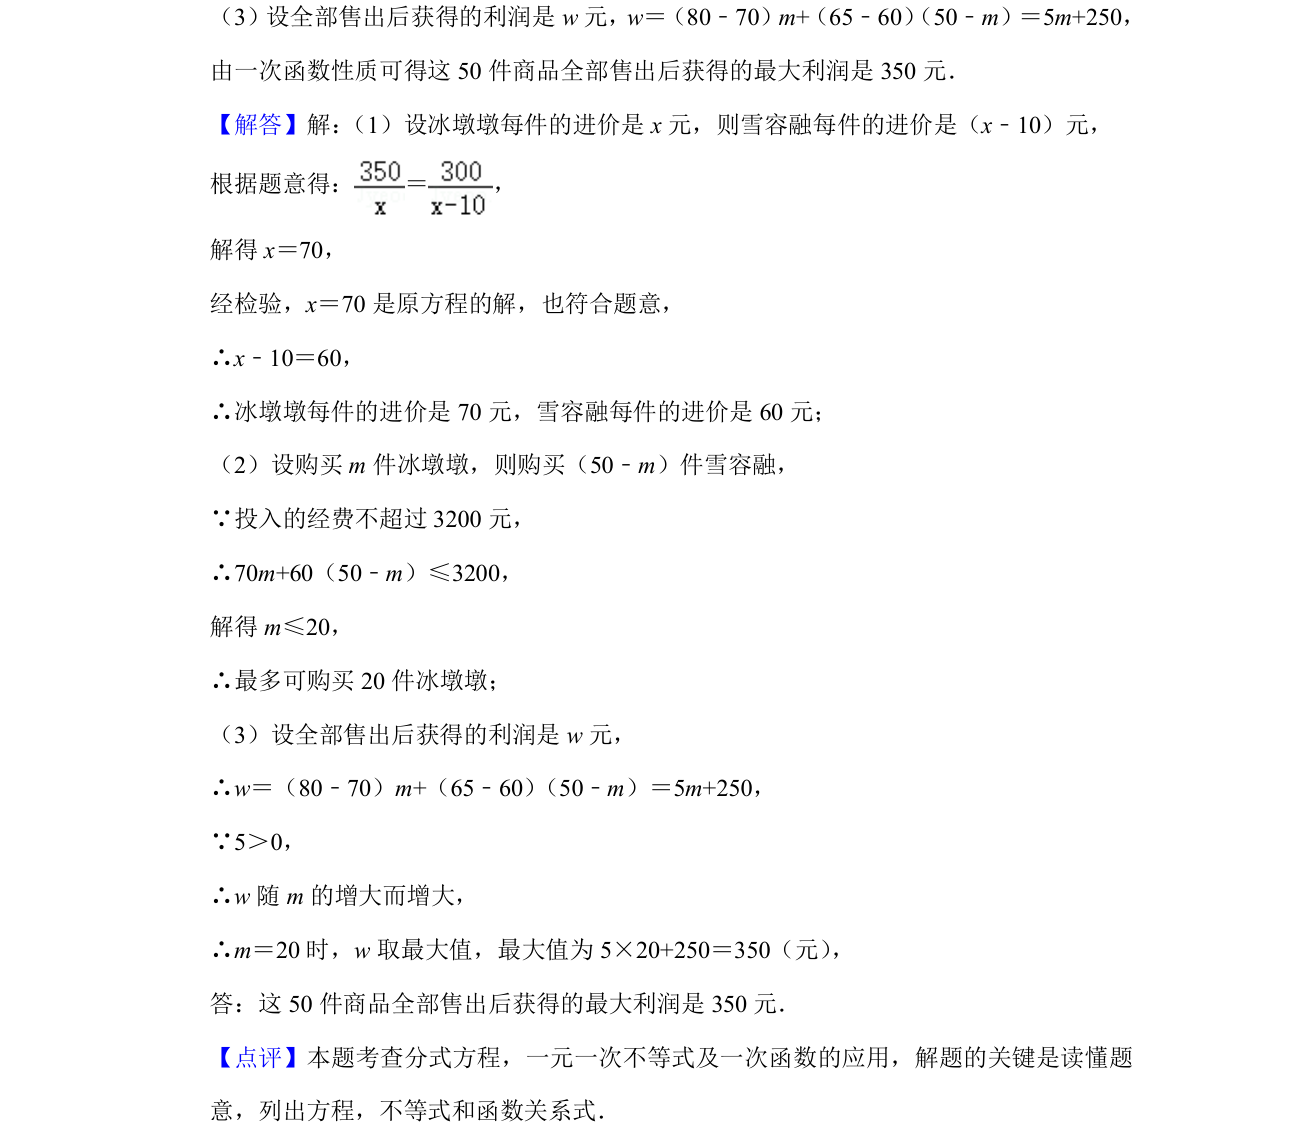 （3）设全部售出后获得的利润是 w 元，w＝（80﹣70）m+（65﹣60）（50﹣m）＝5m+250，
由一次函数性质可得这 50 件商品全部售出后获得的最大利润是 350 元．
【解答】解：（1）设冰墩墩每件的进价是 x 元，则雪容融每件的进价是（x﹣10）元，
根据题意得：350/x＝300/(x-10)，
解得 x＝70，
经检验，x＝70 是原方程的解，也符合题意，
∴x﹣10＝60，
∴冰墩墩每件的进价是 70 元，雪容融每件的进价是 60 元；
（2）设购买 m 件冰墩墩，则购买（50﹣m）件雪容融，
∵投入的经费不超过 3200 元，
∴70m+60（50﹣m）≤3200，
解得 m≤20，
∴最多可购买 20 件冰墩墩；
（3）设全部售出后获得的利润是 w 元，
∴w＝（80﹣70）m+（65﹣60）（50﹣m）＝5m+250，
∵5＞0，
∴w 随 m 的增大而增大，
∴m＝20 时，w 取最大值，最大值为 5×20+250＝350（元），
答：这 50 件商品全部售出后获得的最大利润是 350 元．
【点评】本题考查分式方程，一元一次不等式及一次函数的应用，解题的关键是读懂题
意，列出方程，不等式和函数关系式．